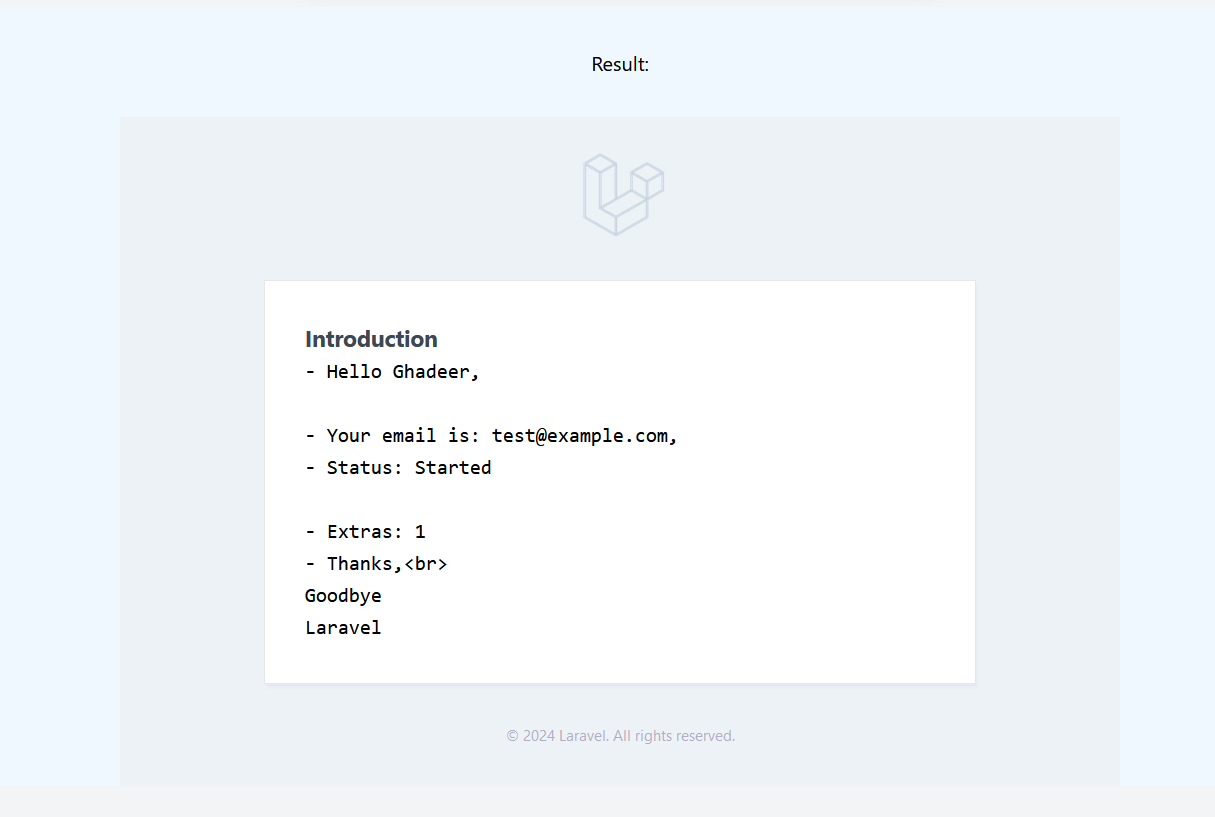 Result:
Introduction
- Hello Ghadeer,
- Your email is: test@example.com,
- Status: Started
- Extras: 1
- Thanks,<br>
Goodbye
Laravel
© 2024 Laravel. All rights reserved.